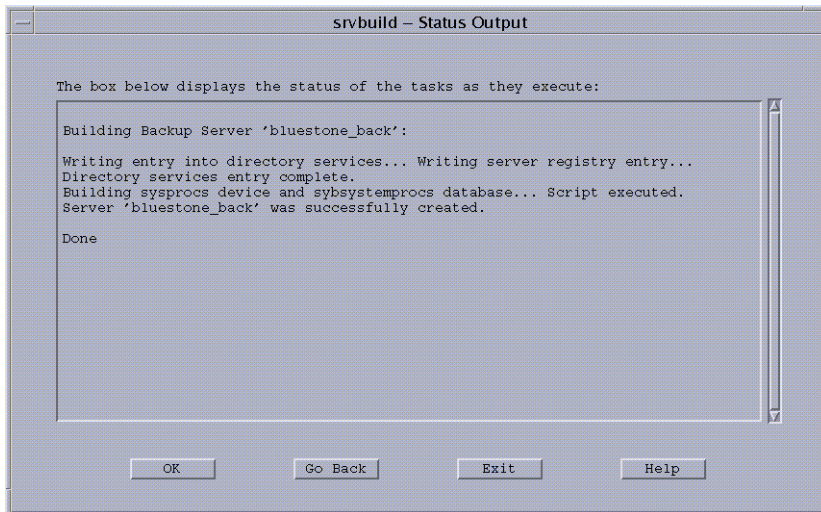 srvbuild – Status Output
The box below displays the status of the tasks as they execute:
Building Backup Server 'bluestone_back':
Writing entry into directory services... Writing server registry entry...
Directory services entry complete.
Building sysprocs device and sybsystemprocs database... Script executed.
Server 'bluestone_back' was successfully created.
Done
OK Go Back Exit Help